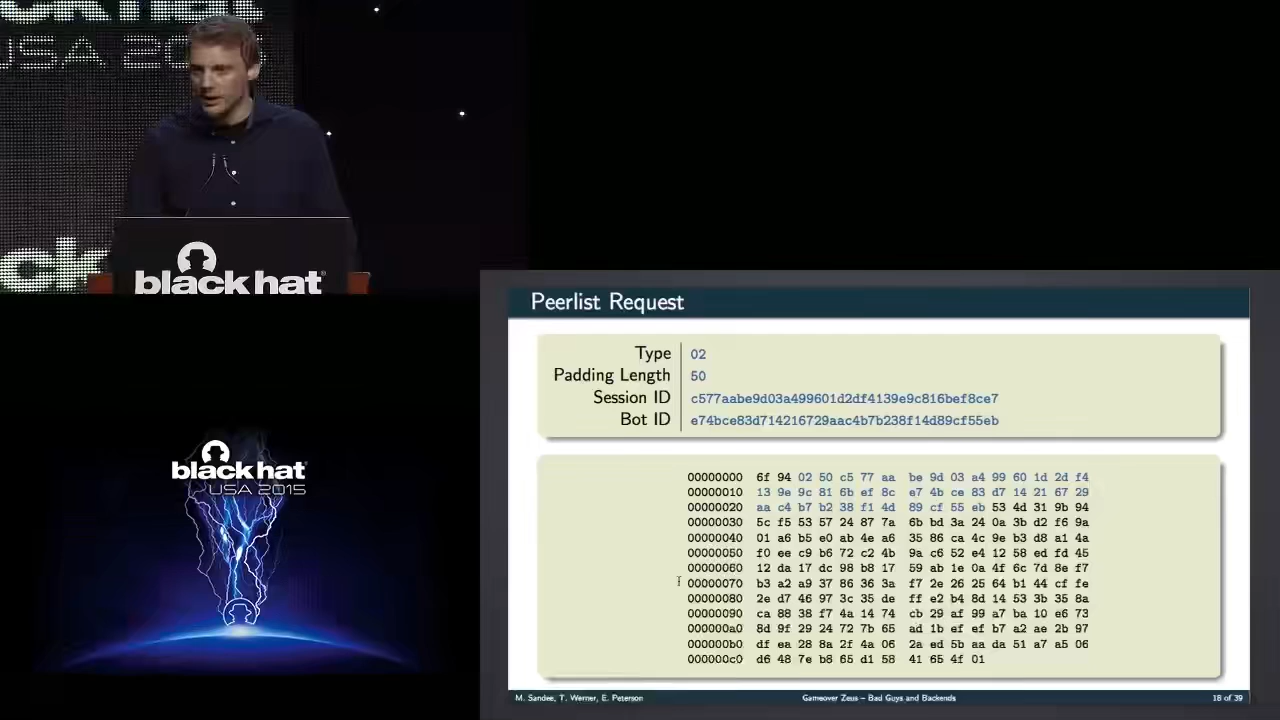 USA 20
black hat
black hat
USA 2015
Peerlist Request
Type 02
Padding Length 50
Session ID c577aabe9d03a499601d2df4139e9c816bef8ce7
Bot ID e74bce83d714216729aac4b7b238f14d89cf55eb
00000000 6f 94 02 50 c5 77 aa be 9d 03 a4 99 60 1d 2d f4
00000010 13 9e 9c 81 6b ef 8c e7 4b ce 83 d7 14 21 67 29
00000020 aa c4 b7 b2 38 f1 4d 89 cf 55 eb 53 4d 31 9b 94
00000030 5c f5 53 57 24 87 7a 6b bd 3a 24 0a 3b d2 f6 9a
00000040 01 a6 b5 e0 ab 4e a6 35 86 ca 4c 9e b3 d8 a1 4a
00000050 f0 ee c9 b6 72 c2 4b 9a c6 52 e4 12 58 ed fd 45
00000060 12 da 17 dc 98 b8 17 59 ab 1e 0a 4f 6c 7d 8e f7
00000070 b3 a2 a9 37 86 36 3a f7 2e 26 25 64 b1 44 cf fe
00000080 2e d7 46 97 3c 35 de ff e2 b4 8d 14 53 3b 35 8a
00000090 ca 88 38 f7 4a 14 74 cb 29 af 99 a7 ba 10 e6 73
000000a0 8d 9f 29 24 72 7b 65 ad 1b ef ef b7 a2 ae 2b 97
000000b0 df ea 28 8a 2f 4a 06 2a ed 5b aa da 51 a7 a5 06
000000c0 d6 48 7e b8 65 d1 58 41 65 4f 01
M. Sandee, T. Werner, E. Peterson
Gameover Zeus – Bad Guys and Backends
18 of 39